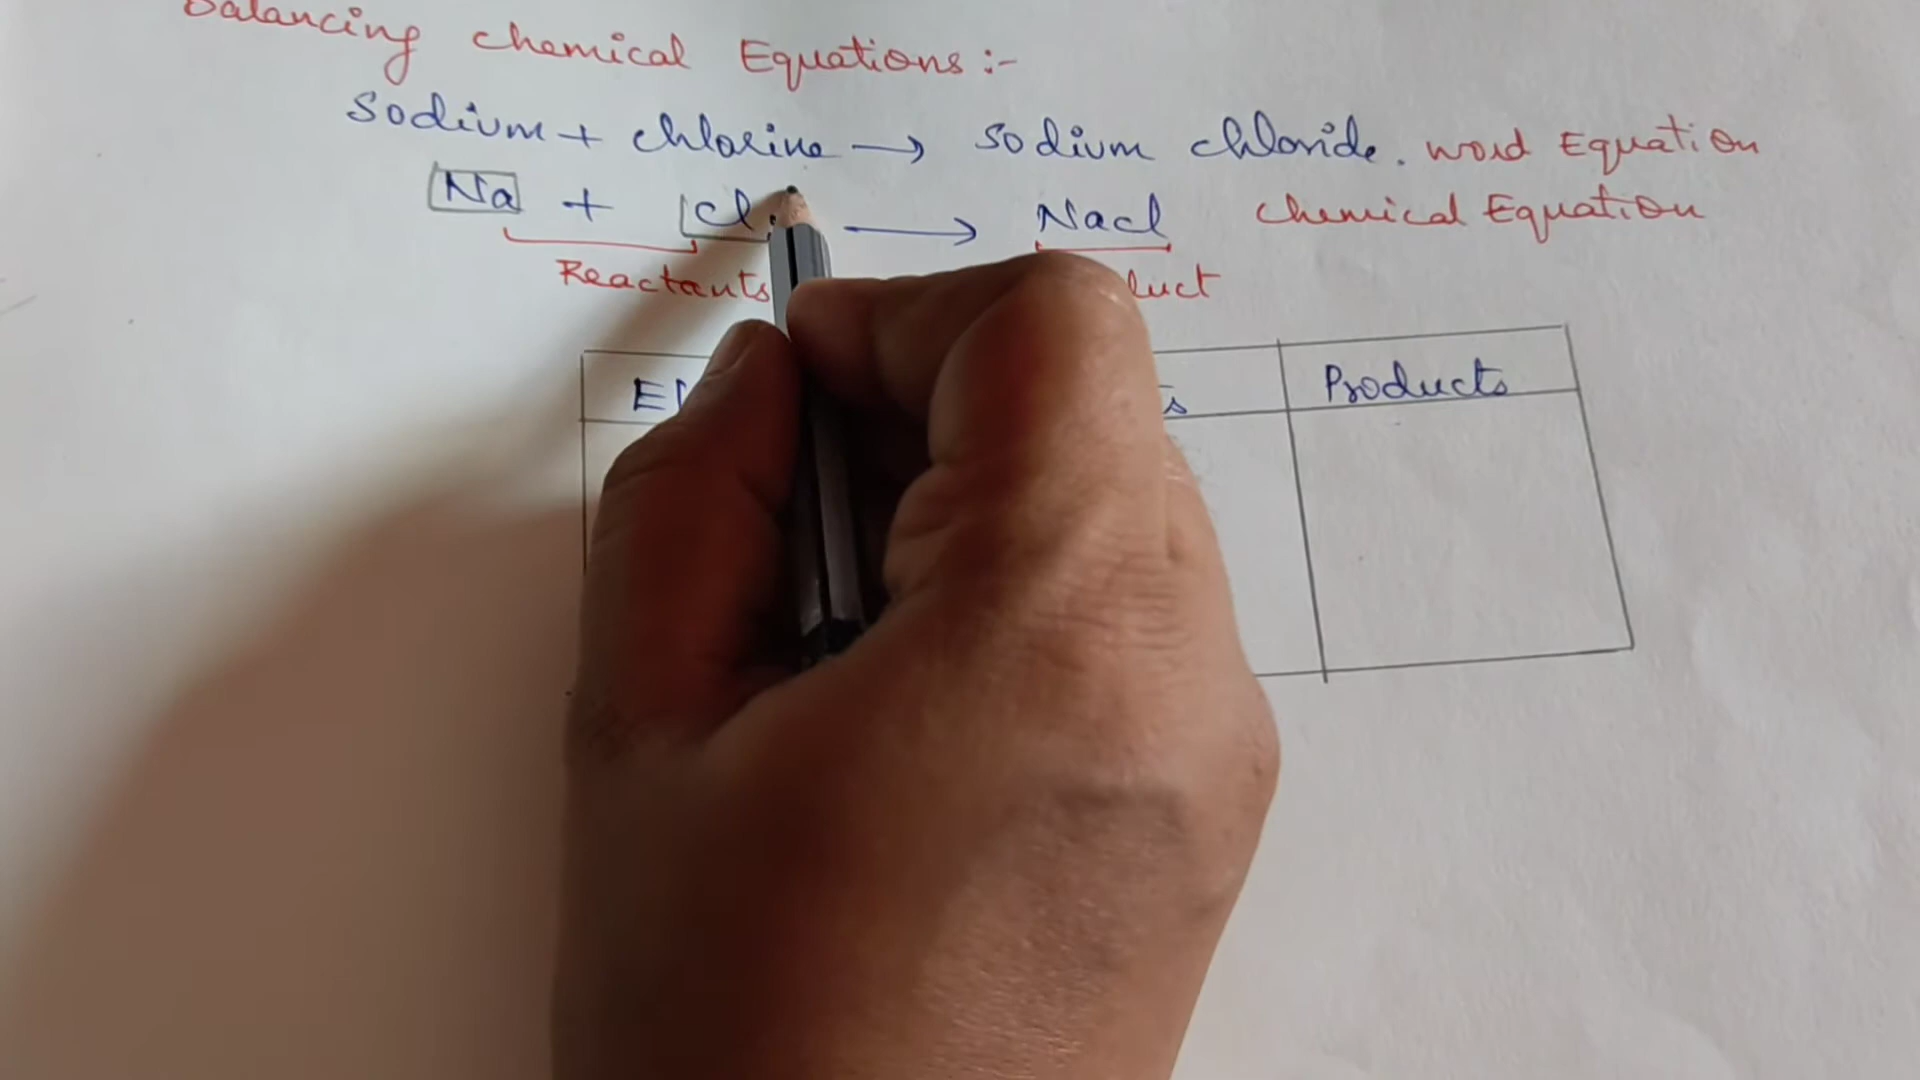 Balancing chemical Equations :-
Sodium + chlorine → Sodium chloride. word Equation
Na + Cl → Nacl chemical Equation
Reactants
Products